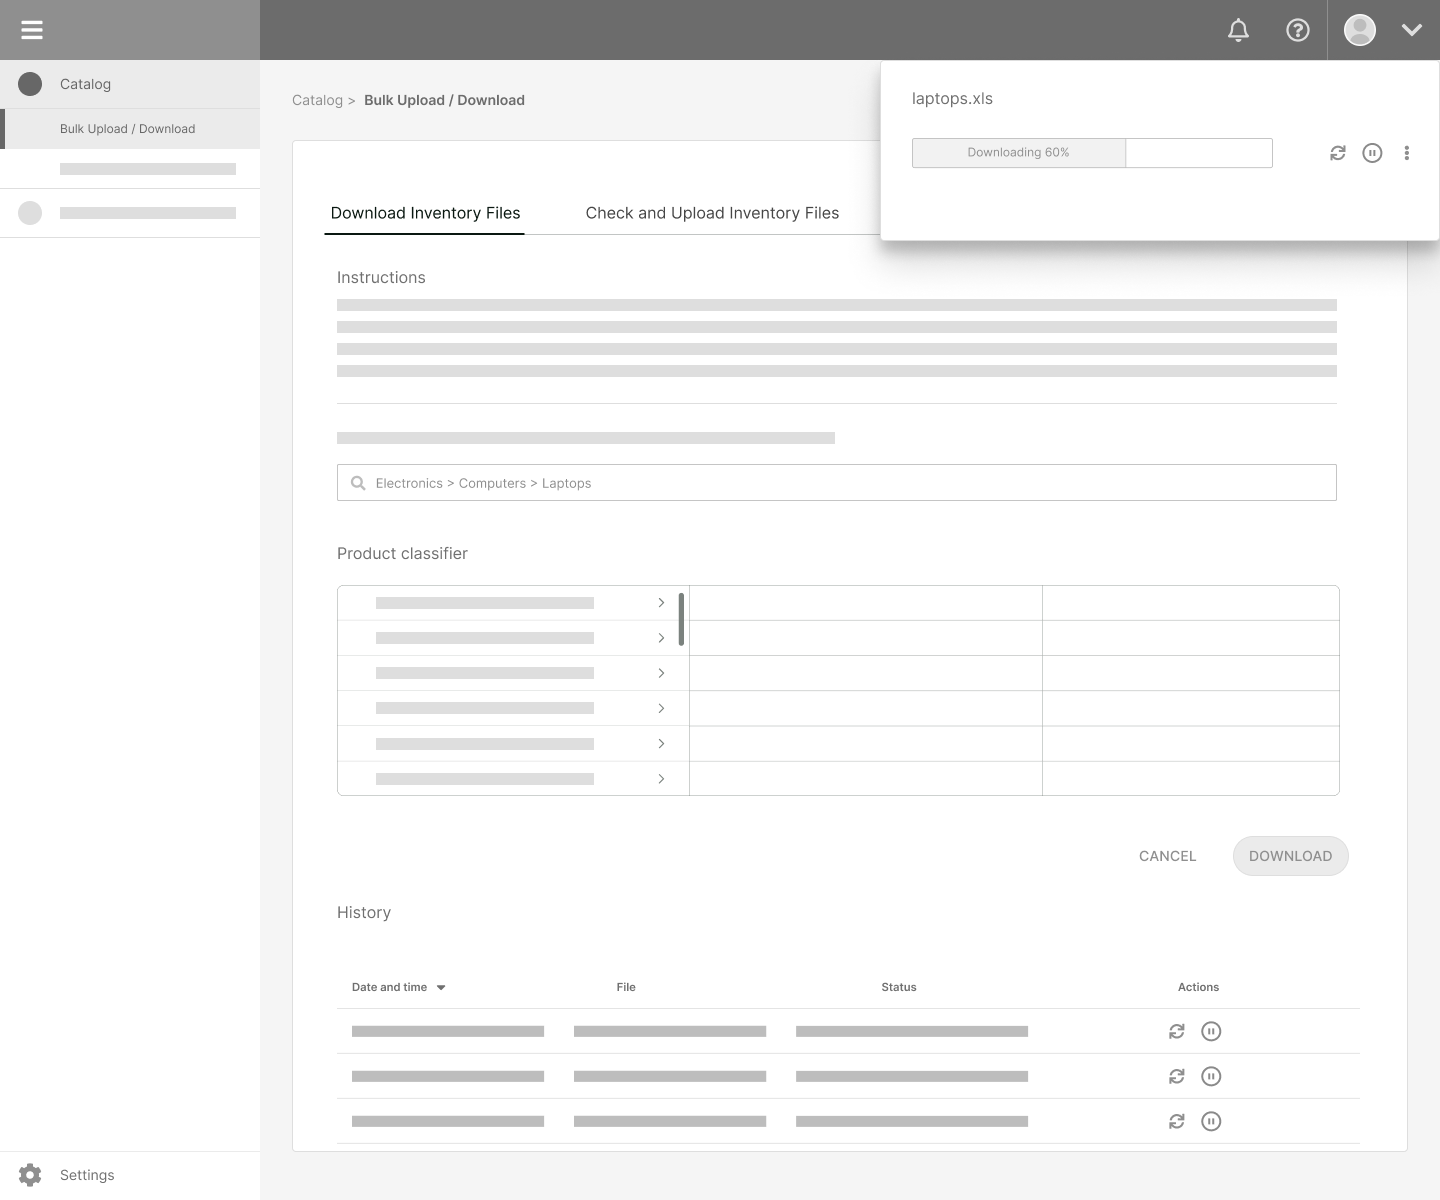 Catalog
Bulk Upload / Download
Settings
Catalog > Bulk Upload / Download
laptops.xls
Downloading 60%
Download Inventory Files
Check and Upload Inventory Files
Instructions
Electronics > Computers > Laptops
Product classifier
CANCEL
DOWNLOAD
History
Date and time
File
Status
Actions